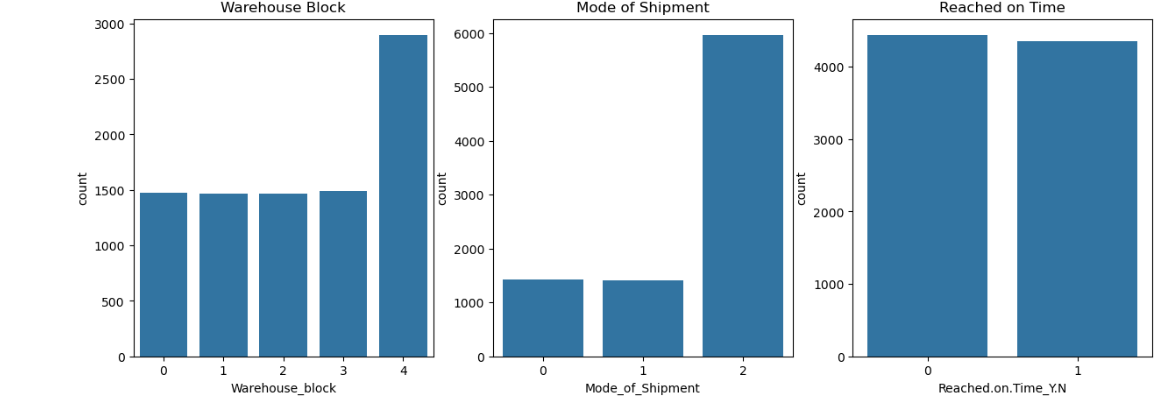 Warehouse Block
3000
2500
2000
1500
1000
500
0
count
0 1 2 3 4
Warehouse_block
Mode of Shipment
6000
5000
4000
3000
2000
1000
0
count
0 1 2
Mode_of_Shipment
Reached on Time
4000
3000
2000
1000
0
count
0 1
Reached.on.Time_Y.N